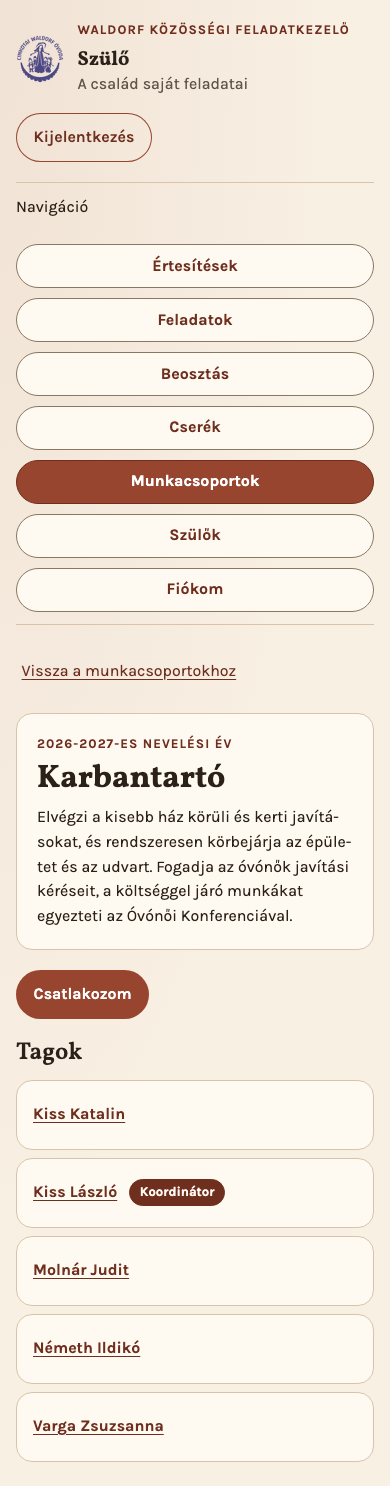 WALDORF KÖZÖSSÉGI FELADATKEZELŐ
Szülő
A család saját feladatai
Kijelentkezés
Navigáció
Értesítések
Feladatok
Beosztás
Cserék
Munkacsoportok
Szülők
Fiókom
Vissza a munkacsoportokhoz
2026-2027-ES NEVELÉSI ÉV
Karbantartó
Elvégzi a kisebb ház körüli és kerti javítá-
sokat, és rendszeresen körbejárja az épüle-
tet és az udvart. Fogadja az óvónők javítási
kéréseit, a költséggel járó munkákat
egyezteti az Óvónői Konferenciával.
Csatlakozom
Tagok
Kiss Katalin
Kiss László Koordinátor
Molnár Judit
Németh Ildikó
Varga Zsuzsanna